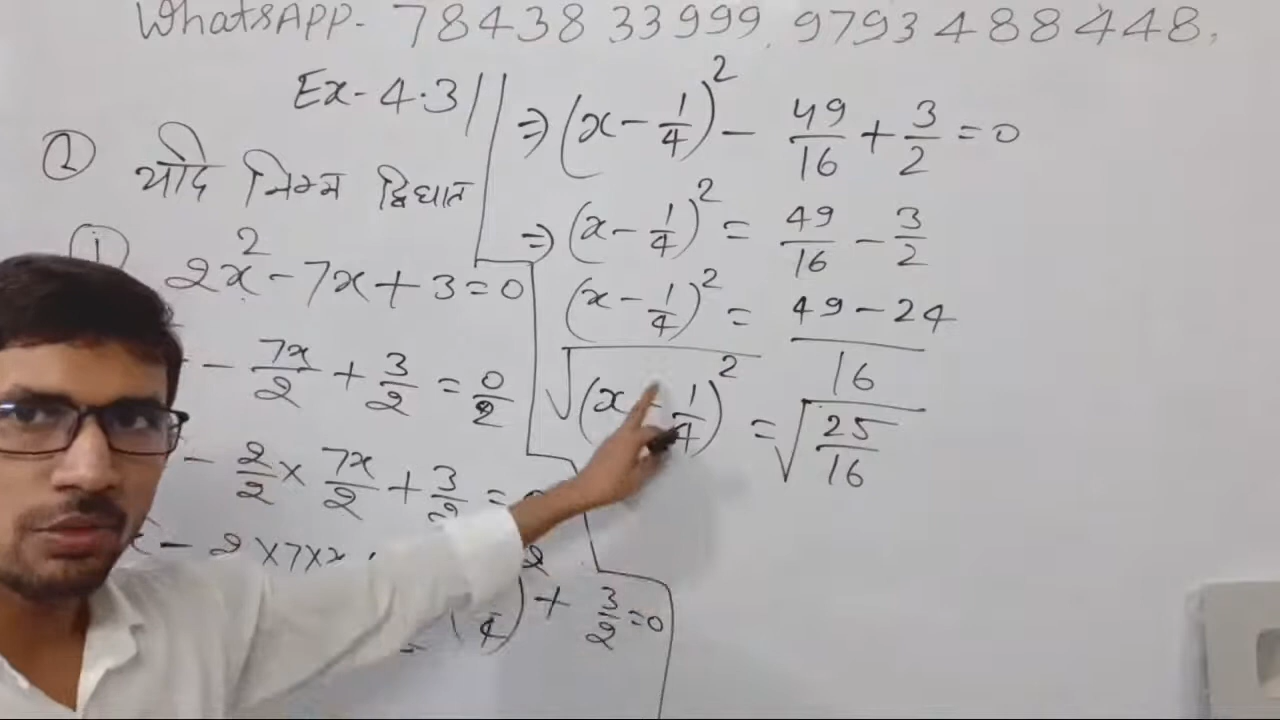 WhatsAPP- 7843833999, 9793488448,
Ex-4.3
② यदि निम्न द्विघात
i 2x² - 7x + 3 = 0
- 7x/2 + 3/2 = 0/2
- 2/2 × 7x/2 + 3/2 =
- 2×7×x
+ 3/2 = 0
⇒ (x - 1/4)² - 49/16 + 3/2 = 0
⇒ (x - 1/4)² = 49/16 - 3/2
(x - 1/4)² = 49 - 24/16
√(x - 1/4)² = √25/16